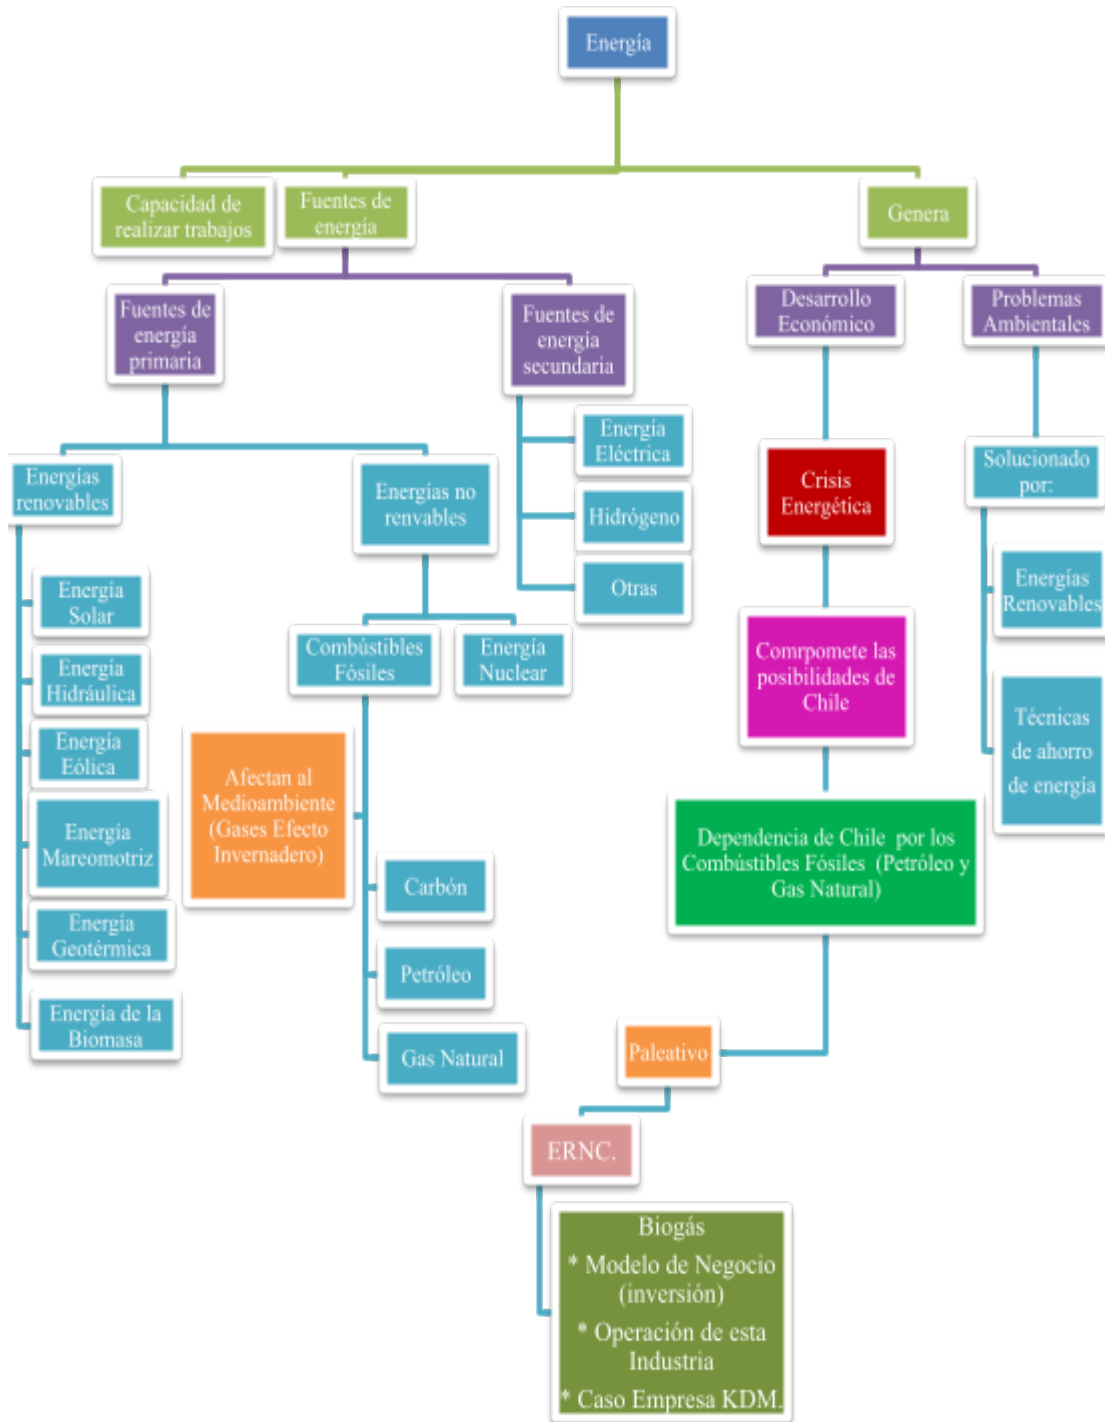 Energía
Capacidad de
realizar trabajos
Fuentes de
energía
Genera
Fuentes de
energía
primaria
Fuentes de
energía
secundaria
Desarrollo
Económico
Problemas
Ambientales
Energías
renovables
Energías no
renvables
Energía
Eléctrica
Hidrógeno
Otras
Crisis
Energética
Solucionado
por:
Energías
Renovables
Técnicas
de ahorro
de energía
Energía
Solar
Energía
Hidráulica
Energía
Eólica
Energía
Mareomotriz
Energía
Geotérmica
Energía de la
Biomasa
Combústibles
Fósiles
Energía
Nuclear
Afectan al
Medioambiente
(Gases Efecto
Invernadero)
Carbón
Petróleo
Gas Natural
Comrpomete las
posibilidades de
Chile
Dependencia de Chile por los
Combústibles Fósiles (Petróleo y
Gas Natural)
Paleativo
ERNC.
Biogás
* Modelo de Negocio
(inversión)
* Operación de esta
Industria
* Caso Empresa KDM.